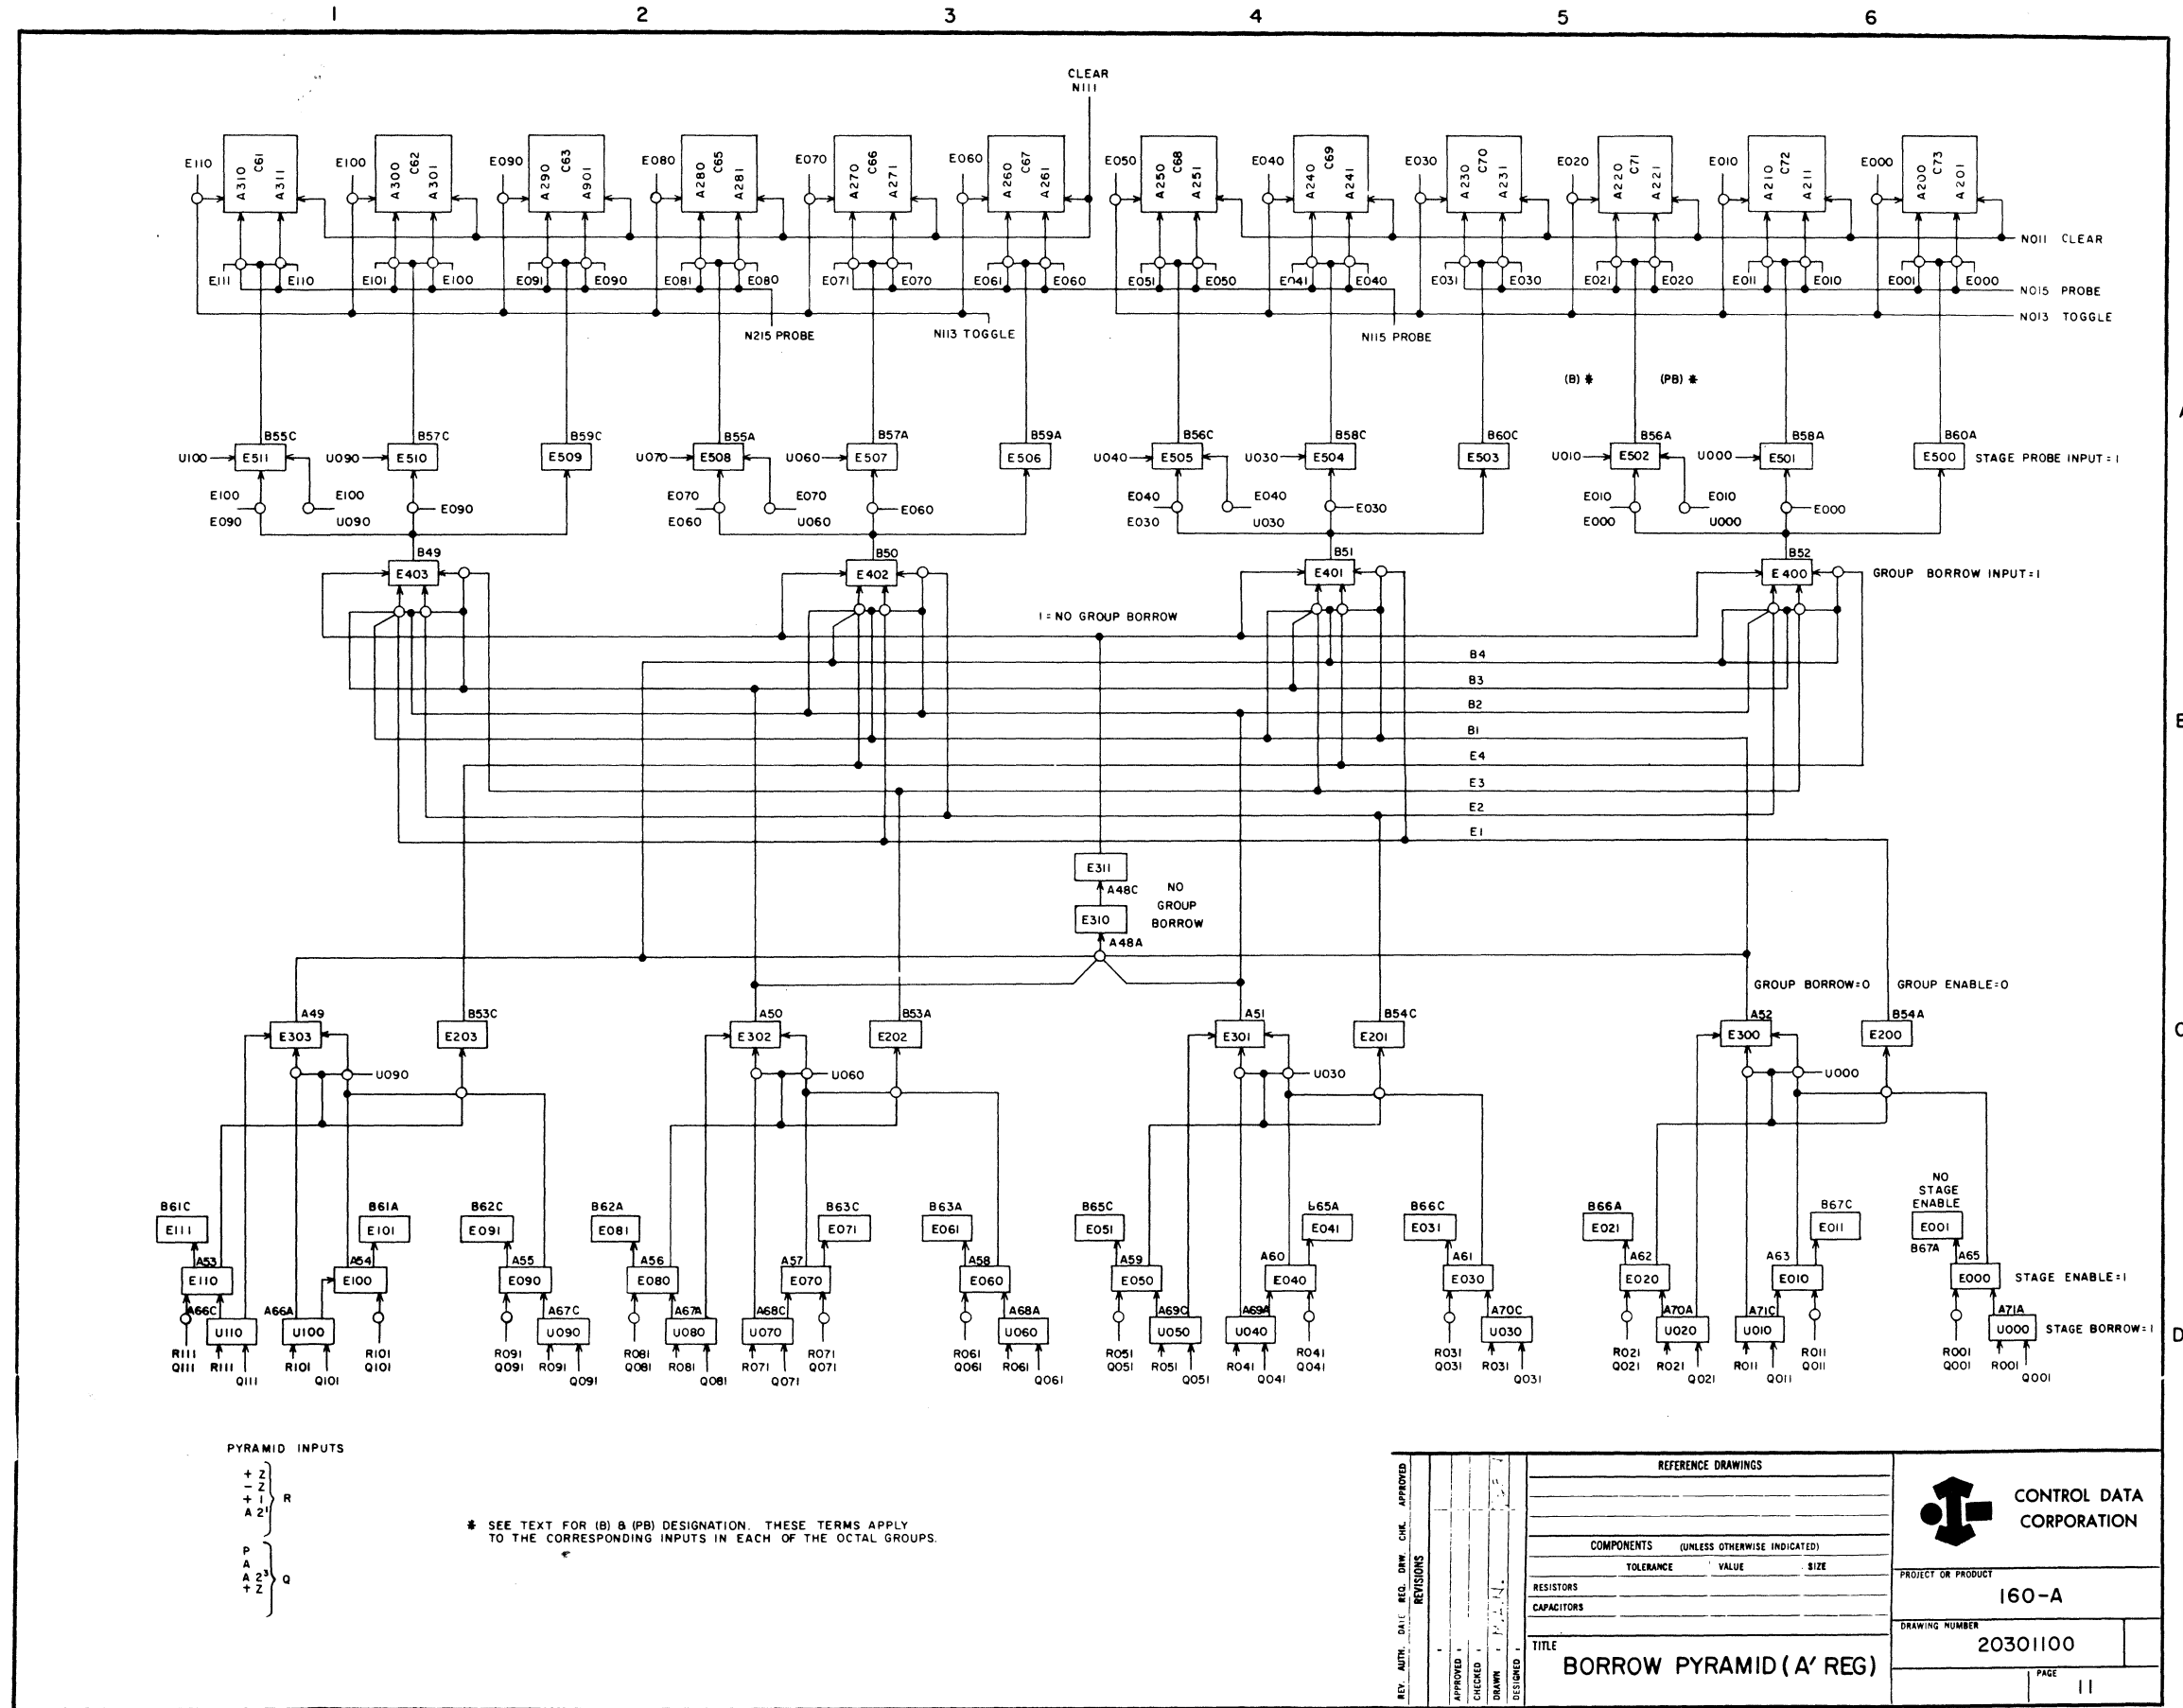 1 2 3 4 5 6
CLEAR
N111
E110 A310 C61 A311 E100 A300 C62 A301 E090 A290 C63 A901 E080 A280 C65 A281 E070 A270 C66 A271 E060 A260 C67 A261 E050 A250 C68 A251 E040 A240 C69 A241 E030 A230 C70 A231 E020 A220 C71 A221 E010 A210 C72 A211 E000 A200 C73 A201
N011 CLEAR
E111 E110 E101 E100 E091 E090 E081 E080 E071 E070 E061 E060 E051 E050 E041 E040 E031 E030 E021 E020 E011 E010 E001 E000
N015 PROBE
N013 TOGGLE
N215 PROBE N113 TOGGLE N115 PROBE
(B) * (PB) *
B55C B57C B59C B55A B57A B59A B56C B58C B60C B56A B58A B60A
U100 E511 U090 E510 E509 U070 E508 U060 E507 E506 U040 E505 U030 E504 E503 U010 E502 U000 E501 E500 STAGE PROBE INPUT=1
E100 E100 E090 E070 E070 E060 E040 E040 E030 E010 E010 E000
E090 U090 E060 U060 E030 U030 E000 U000
B49 B50 B51 B52
E403 E402 E401 E400 GROUP BORROW INPUT=1
1=NO GROUP BORROW
B4
B3
B2
B1
E4
E3
E2
E1
E311
A48C NO
GROUP
E310 BORROW
A48A
GROUP BORROW=0 GROUP ENABLE=0
A49 B53C A50 B53A A51 B54C A52 B54A
E303 E203 E302 E202 E301 E201 E300 E200
U090 U060 U030 U000
NO
STAGE
ENABLE
B61C B61A B62C B62A B63C B63A B65C b65A B66C B66A B67C
E111 E101 E091 E081 E071 E061 E051 E041 E031 E021 E011 E001
B67A
A53 A54 A55 A56 A57 A58 A59 A60 A61 A62 A63 A65
E110 E100 E090 E080 E070 E060 E050 E040 E030 E020 E010 E000 STAGE ENABLE=1
A66C A66A A67C A67A A68C A68A A69C A69A A70C A70A A71C A71A
U110 U100 U090 U080 U070 U060 U050 U040 U030 U020 U010 U000 STAGE BORROW=1
R111 R111 R101 R101 R091 R091 R081 R081 R071 R071 R061 R061 R051 R051 R041 R041 R031 R031 R021 R021 R011 R011 R001 R001
Q111 Q111 Q101 Q101 Q091 Q091 Q081 Q081 Q071 Q071 Q061 Q061 Q051 Q051 Q041 Q041 Q031 Q031 Q021 Q021 Q011 Q011 Q001 Q001
A
B
C
D
PYRAMID INPUTS
+ Z
- Z
+ 1
A 2¹
R
P
A
A 2³
+ Z
Q
* SEE TEXT FOR (B) & (PB) DESIGNATION. THESE TERMS APPLY
TO THE CORRESPONDING INPUTS IN EACH OF THE OCTAL GROUPS.
REV. AUTH. DATE REQ. DRW. CHK. APPROVED
REVISIONS
APPROVED -
CHECKED -
DRAWN -
DESIGNED -
REFERENCE DRAWINGS
COMPONENTS (UNLESS OTHERWISE INDICATED)
TOLERANCE VALUE SIZE
RESISTORS
CAPACITORS
TITLE
BORROW PYRAMID (A' REG)
CONTROL DATA
CORPORATION
PROJECT OR PRODUCT
160-A
DRAWING NUMBER
20301100
PAGE
11